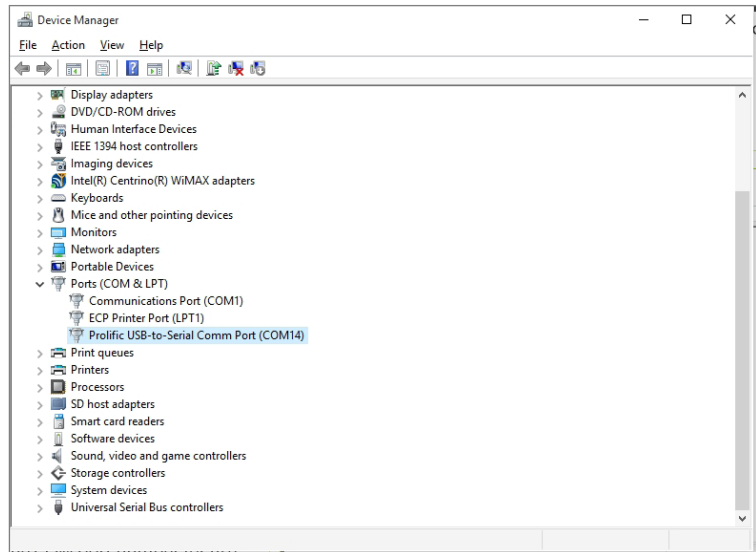 Device Manager
File Action View Help
Display adapters
DVD/CD-ROM drives
Human Interface Devices
IEEE 1394 host controllers
Imaging devices
Intel(R) Centrino(R) WiMAX adapters
Keyboards
Mice and other pointing devices
Monitors
Network adapters
Portable Devices
Ports (COM & LPT)
Communications Port (COM1)
ECP Printer Port (LPT1)
Prolific USB-to-Serial Comm Port (COM14)
Print queues
Printers
Processors
SD host adapters
Smart card readers
Software devices
Sound, video and game controllers
Storage controllers
System devices
Universal Serial Bus controllers